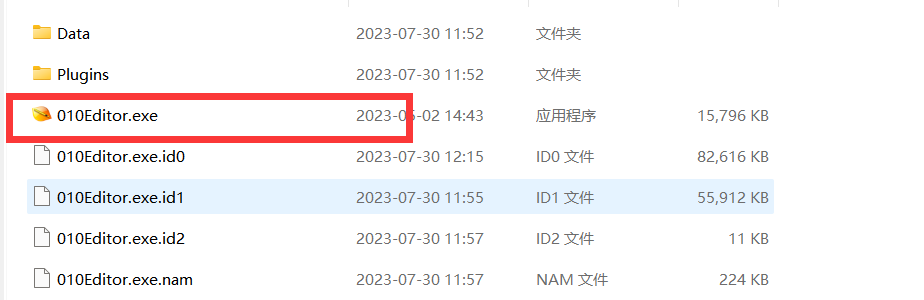 Data 2023-07-30 11:52 文件夹
Plugins 2023-07-30 11:52 文件夹
010Editor.exe 2023-06-02 14:43 应用程序 15,796 KB
010Editor.exe.id0 2023-07-30 12:15 ID0 文件 82,616 KB
010Editor.exe.id1 2023-07-30 11:55 ID1 文件 55,912 KB
010Editor.exe.id2 2023-07-30 11:57 ID2 文件 11 KB
010Editor.exe.nam 2023-07-30 11:57 NAM 文件 224 KB